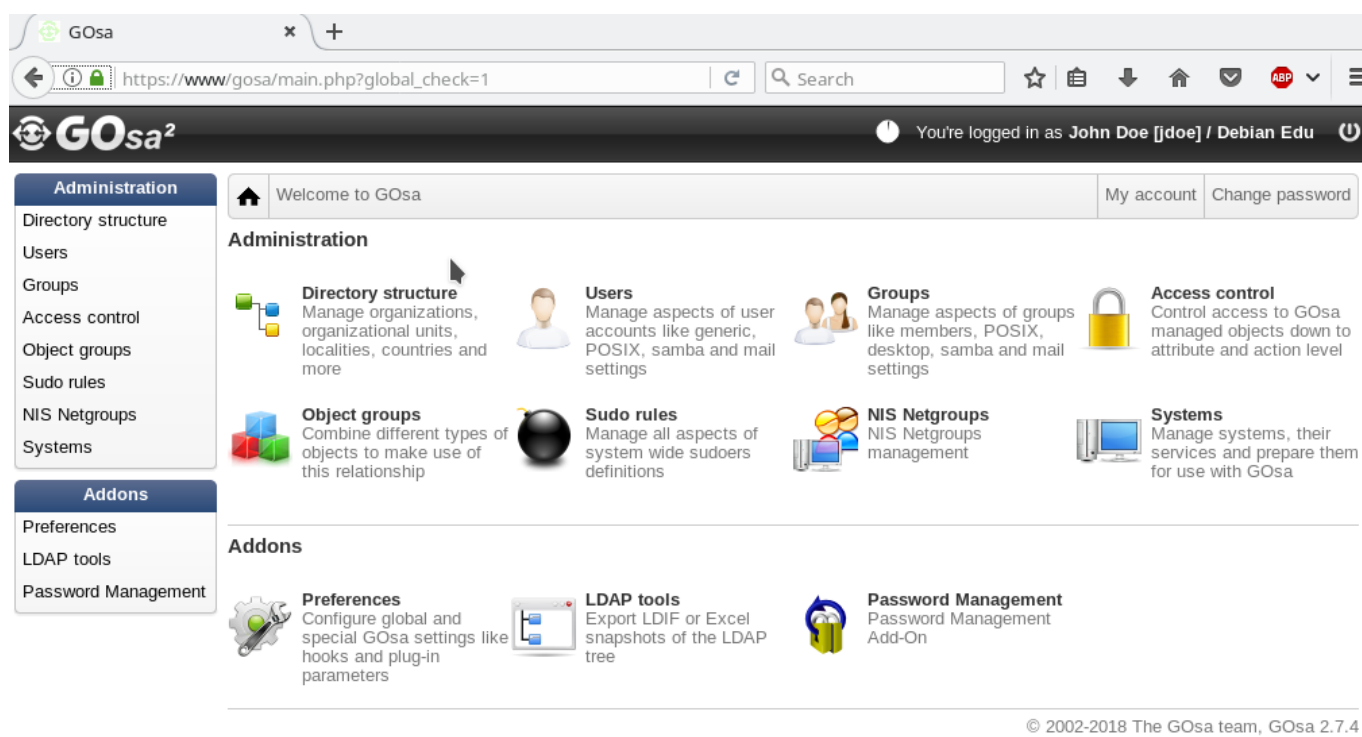 GOsa
https://www/gosa/main.php?global_check=1
Search
ABP
GOsa²
You're logged in as John Doe [jdoe] / Debian Edu
Administration
Directory structure
Users
Groups
Access control
Object groups
Sudo rules
NIS Netgroups
Systems
Addons
Preferences
LDAP tools
Password Management
Welcome to GOsa
My account
Change password
Administration
Directory structure
Manage organizations,
organizational units,
localities, countries and
more
Users
Manage aspects of user
accounts like generic,
POSIX, samba and mail
settings
Groups
Manage aspects of groups
like members, POSIX,
desktop, samba and mail
settings
Access control
Control access to GOsa
managed objects down to
attribute and action level
Object groups
Combine different types of
objects to make use of
this relationship
Sudo rules
Manage all aspects of
system wide sudoers
definitions
NIS Netgroups
NIS Netgroups
management
Systems
Manage systems, their
services and prepare them
for use with GOsa
Addons
Preferences
Configure global and
special GOsa settings like
hooks and plug-in
parameters
LDAP tools
Export LDIF or Excel
snapshots of the LDAP
tree
Password Management
Password Management
Add-On
© 2002-2018 The GOsa team, GOsa 2.7.4